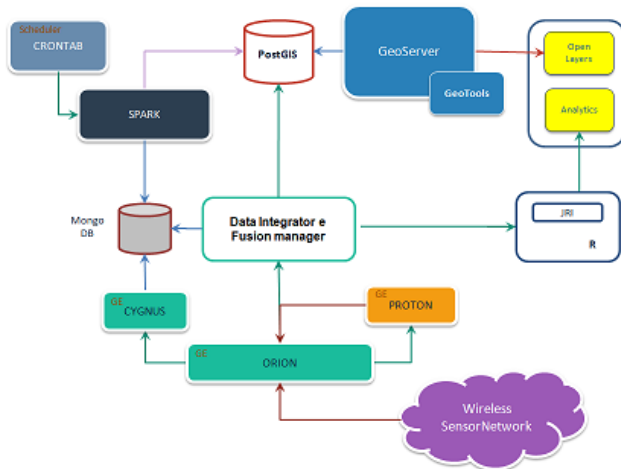 Scheduler
CRONTAB
PostGIS
GeoServer
GeoTools
Open
Layers
Analytics
SPARK
Mongo
DB
Data Integrator e
Fusion manager
JRI
R
GE
CYGNUS
GE
PROTON
GE
ORION
Wireless
SensorNetwork